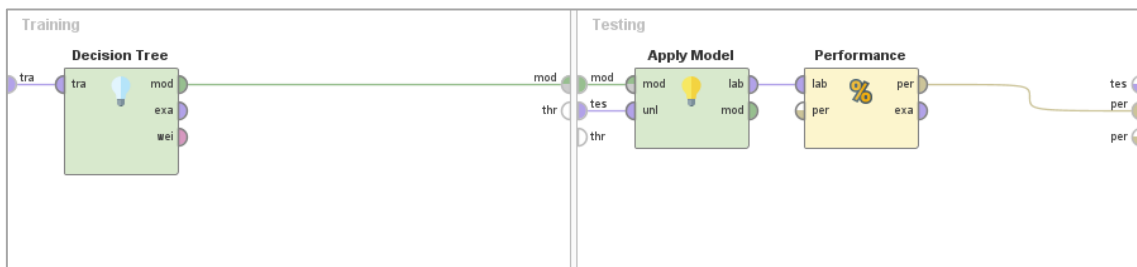 Training
Testing
Decision Tree
Apply Model
Performance
tra
tra
mod
exa
wei
mod
thr
mod
tes
thr
mod
unl
lab
mod
lab
per
%
per
exa
tes
per
per